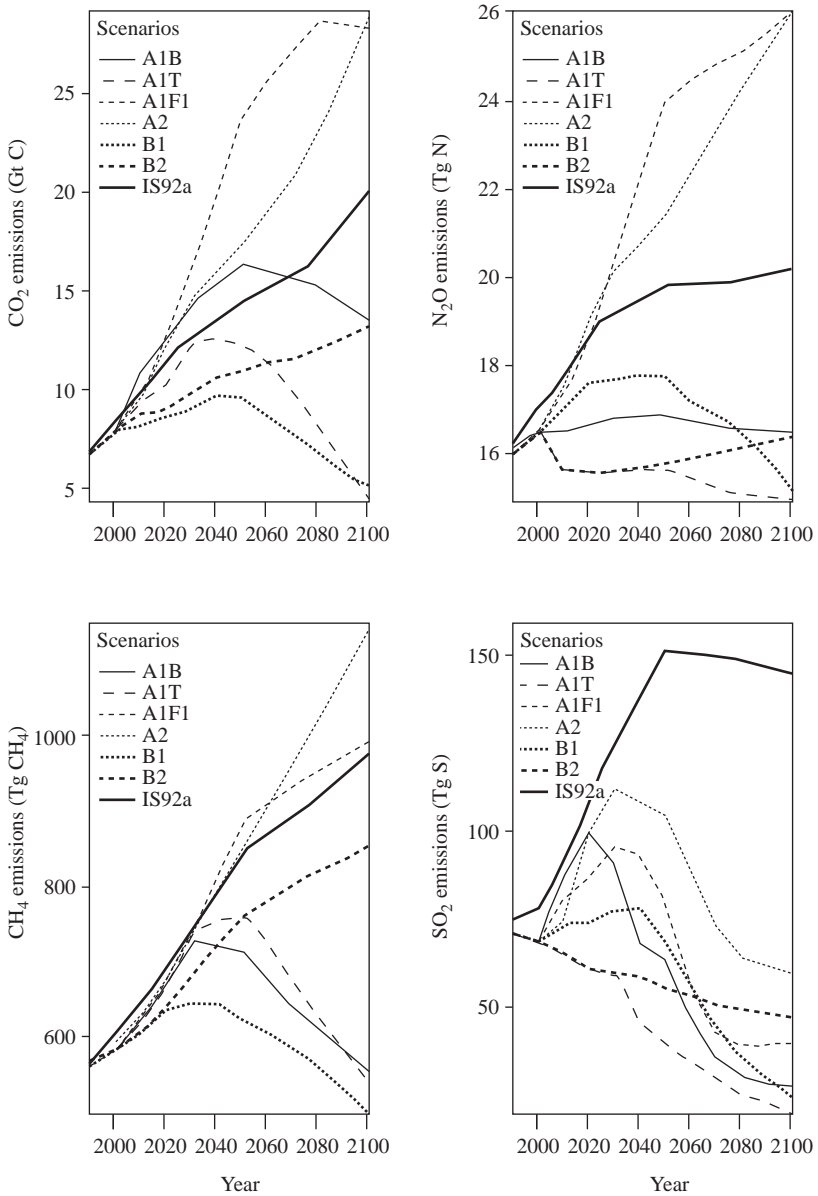 CO2 emissions (Gt C)
Scenarios
A1B
A1T
A1F1
A2
B1
B2
IS92a
25
20
15
10
5
2000 2020 2040 2060 2080 2100
N2O emissions (Tg N)
Scenarios
A1B
A1T
A1F1
A2
B1
B2
IS92a
26
24
22
20
18
16
2000 2020 2040 2060 2080 2100
CH4 emissions (Tg CH4)
Scenarios
A1B
A1T
A1F1
A2
B1
B2
IS92a
1000
800
600
2000 2020 2040 2060 2080 2100
Year
SO2 emissions (Tg S)
Scenarios
A1B
A1T
A1F1
A2
B1
B2
IS92a
150
100
50
2000 2020 2040 2060 2080 2100
Year